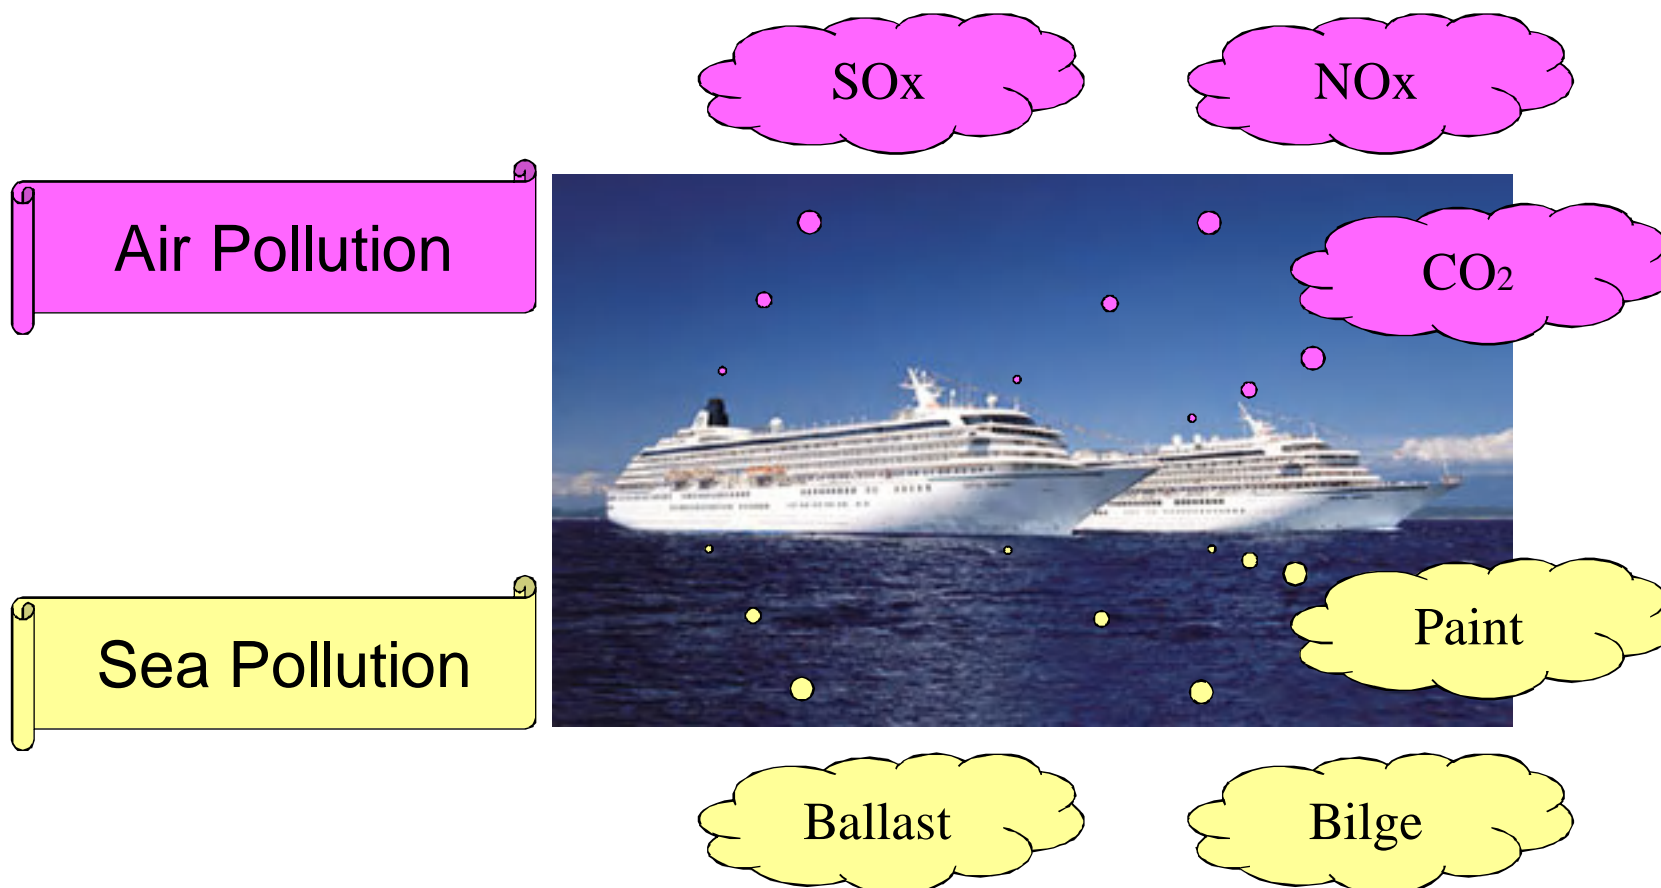 SOx
NOx
Air Pollution
CO₂
Sea Pollution
Paint
Ballast
Bilge